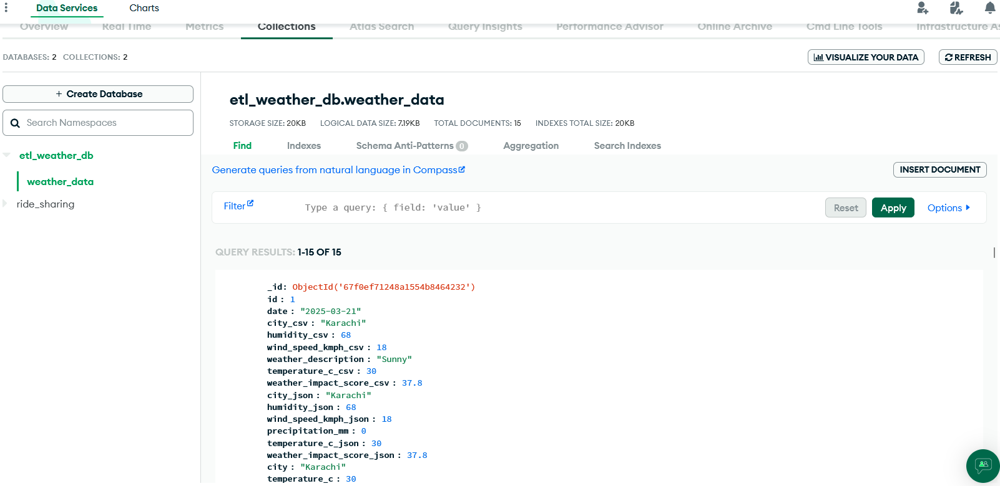 Data Services Charts
Overview Real Time Metrics Collections Atlas Search Query Insights Performance Advisor Online Archive Cmd Line Tools Infrastructure As
DATABASES: 2 COLLECTIONS: 2
VISUALIZE YOUR DATA REFRESH
+ Create Database
Search Namespaces
etl_weather_db
weather_data
ride_sharing
etl_weather_db.weather_data
STORAGE SIZE: 20KB LOGICAL DATA SIZE: 7.19KB TOTAL DOCUMENTS: 15 INDEXES TOTAL SIZE: 20KB
Find Indexes Schema Anti-Patterns 0 Aggregation Search Indexes
Generate queries from natural language in Compass
INSERT DOCUMENT
Filter Type a query: { field: 'value' } Reset Apply Options
QUERY RESULTS: 1-15 OF 15
_id: ObjectId('67f0ef71248a1554b8464232')
id : 1
date : "2025-03-21"
city_csv : "Karachi"
humidity_csv : 68
wind_speed_kmph_csv : 18
weather_description : "Sunny"
temperature_c_csv : 30
weather_impact_score_csv : 37.8
city_json : "Karachi"
humidity_json : 68
wind_speed_kmph_json : 18
precipitation_mm : 0
temperature_c_json : 30
weather_impact_score_json : 37.8
city : "Karachi"
temperature_c : 30